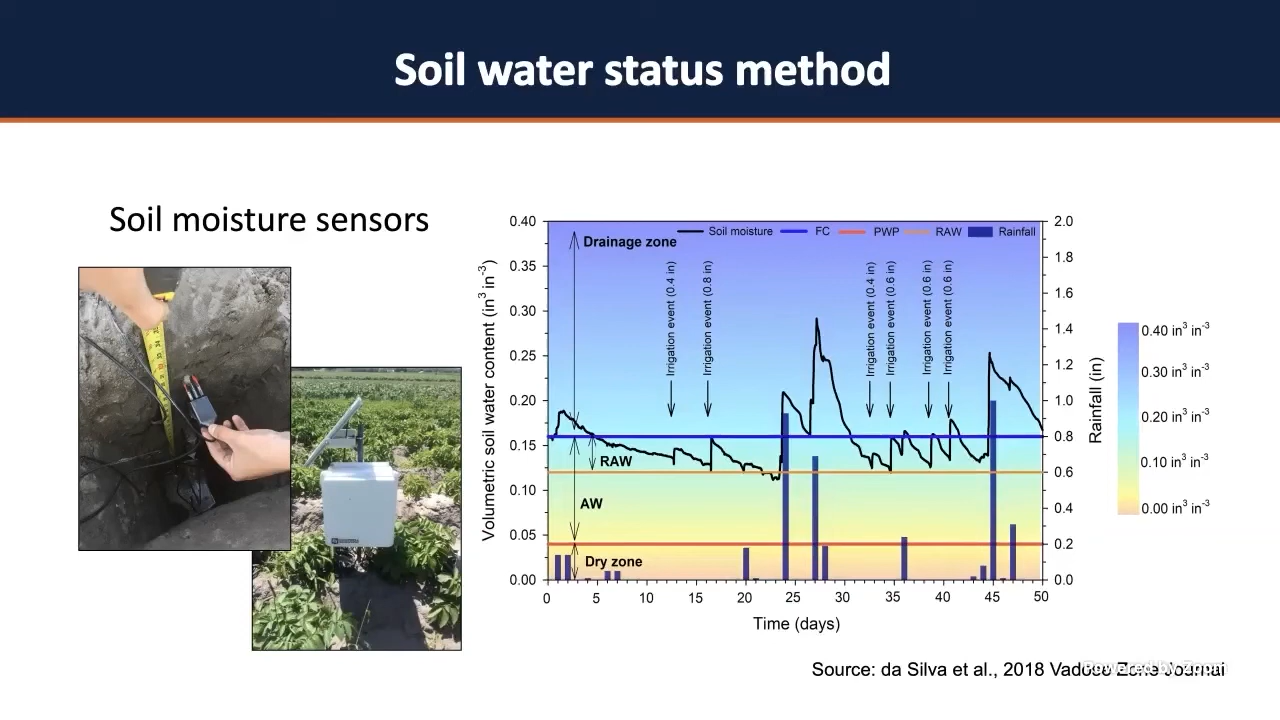 Soil water status method
Soil moisture sensors
Volumetric soil water content (in³ in⁻³)
0.40
0.35
0.30
0.25
0.20
0.15
0.10
0.05
0.00
Soil moisture FC PWP RAW Rainfall
Drainage zone
Irrigation event (0.4 in)
Irrigation event (0.8 in)
Irrigation event (0.4 in)
Irrigation event (0.6 in)
Irrigation event (0.6 in)
Irrigation event (0.6 in)
RAW
AW
Dry zone
0 5 10 15 20 25 30 35 40 45 50
Time (days)
2.0
1.8
1.6
1.4
1.2
1.0
0.8
0.6
0.4
0.2
0.0
Rainfall (in)
0.40 in³ in⁻³
0.30 in³ in⁻³
0.20 in³ in⁻³
0.10 in³ in⁻³
0.00 in³ in⁻³
Source: da Silva et al., 2018 Vadose Zone Journal
Powered by Zoom